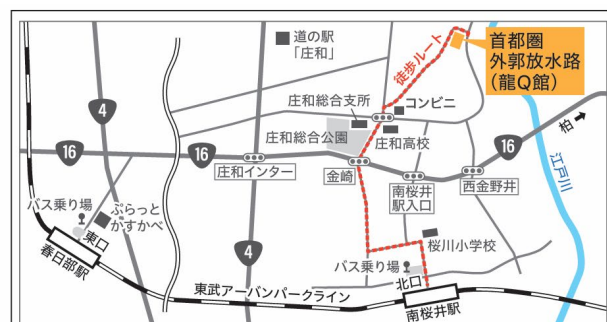 道の駅
「庄和」
徒歩ルート
首都圏
外郭放水路
(龍Q館)
4
コンビニ
庄和総合支所
庄和高校
庄和総合公園
柏
16
16
16
庄和インター
金崎
南桜井
駅入口
西金野井
江戸川
ぷらっと
かすかべ
バス乗り場
東口
春日部駅
4
桜川小学校
バス乗り場
北口
東武アーバンパークライン
南桜井駅